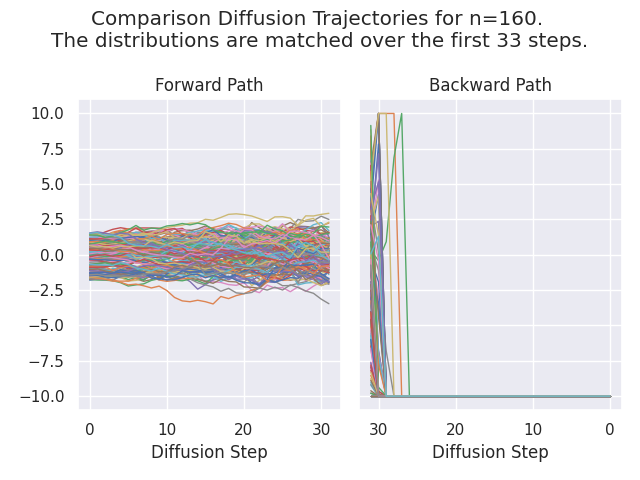 Comparison Diffusion Trajectories for n=160.
The distributions are matched over the first 33 steps.
Forward Path
Backward Path
10.0
7.5
5.0
2.5
0.0
−2.5
−5.0
−7.5
−10.0
0 10 20 30
30 20 10 0
Diffusion Step
Diffusion Step